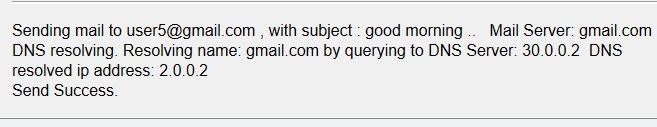 Sending mail to user5@gmail.com , with subject : good morning ..   Mail Server: gmail.com
DNS resolving. Resolving name: gmail.com by querying to DNS Server: 30.0.0.2  DNS
resolved ip address: 2.0.0.2
Send Success.